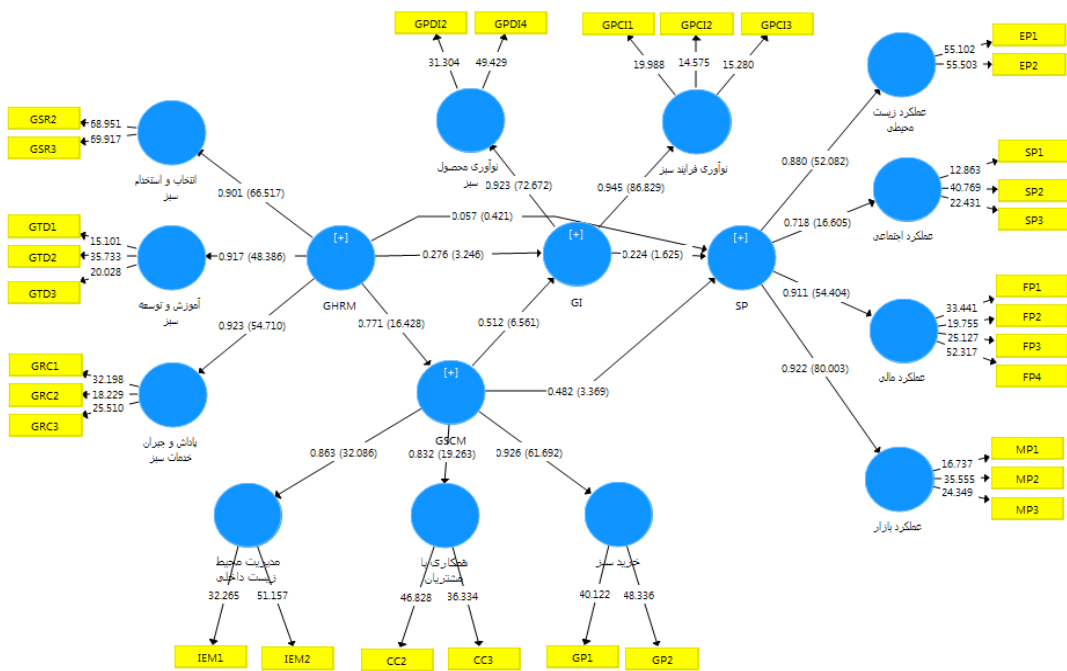 GPDI2
GPDI4
GPCI1
GPCI2
GPCI3
EP1
EP2
31.304
49.429
19.988
14.575
15.280
55.102
55.503
عملکرد زیست
محیطی
GSR2
GSR3
68.951
69.917
انتخاب و استخدام
سبز
نوآوری محصول
سبز
نوآوری فرایند سبز
0.901 (66.517)
0.923 (72.672)
0.945 (86.829)
0.880 (52.082)
SP1
SP2
SP3
12.863
40.769
22.431
عملکرد اجتماعی
0.718 (16.605)
GTD1
GTD2
GTD3
15.101
35.733
20.028
آموزش و توسعه
سبز
0.917 (48.386)
[+]
GHRM
0.057 (0.421)
0.276 (3.246)
[+]
GI
0.224 (1.625)
[+]
SP
0.923 (54.710)
0.771 (16.428)
0.512 (6.561)
0.911 (54.404)
FP1
FP2
FP3
FP4
33.441
19.755
25.127
52.317
عملکرد مالی
0.922 (80.003)
GRC1
GRC2
GRC3
32.198
18.229
25.510
پاداش و جبران
خدمات سبز
[+]
GSCM
0.482 (3.369)
0.863 (32.086)
0.832 (19.263)
0.926 (61.692)
MP1
MP2
MP3
16.737
35.555
24.349
عملکرد بازار
مدیریت محیط
زیست داخلی
همکاری با
مشتریان
خرید سبز
32.265
51.157
46.828
36.334
40.122
48.336
IEM1
IEM2
CC2
CC3
GP1
GP2